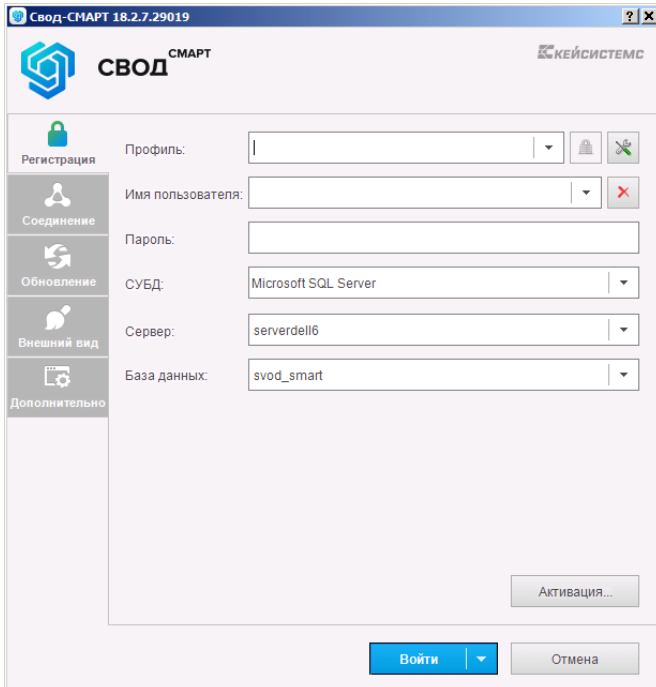 Свод-СМАРТ 18.2.7.29019
СВОД СМАРТ
КЕЙСИСТЕМС
Регистрация
Соединение
Обновление
Внешний вид
Дополнительно
Профиль:
Имя пользователя:
Пароль:
СУБД: Microsoft SQL Server
Сервер: serverdell6
База данных: svod_smart
Активация...
Войти
Отмена